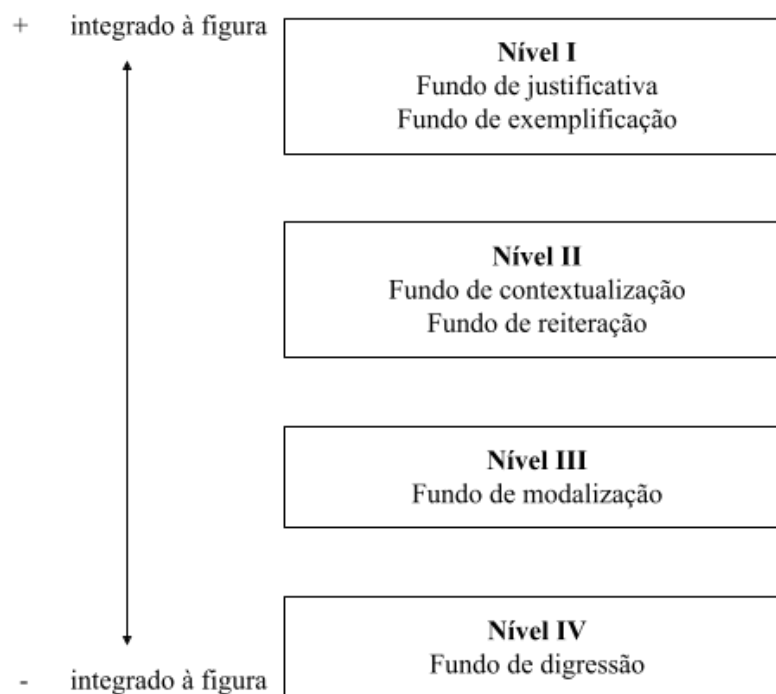 + integrado à figura
Nível I
Fundo de justificativa
Fundo de exemplificação
Nível II
Fundo de contextualização
Fundo de reiteração
Nível III
Fundo de modalização
Nível IV
Fundo de digressão
- integrado à figura